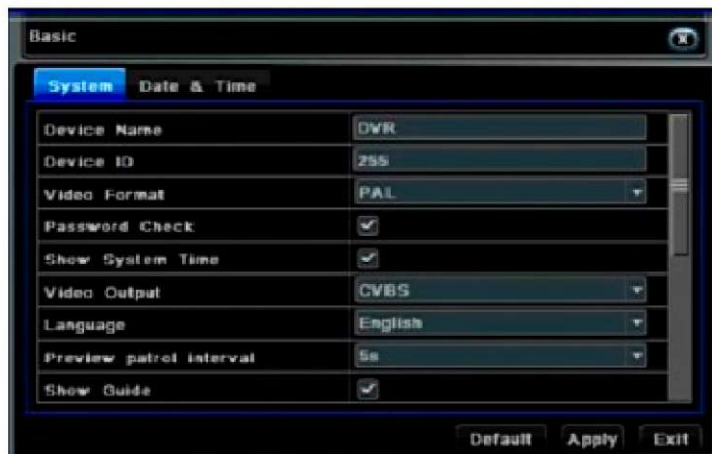 Basic
System Date & Time
Device Name DVR
Device ID 255
Video Format PAL
Password Check
Show System Time
Video Output CVBS
Language English
Preview patrol interval 5s
Show Guide
Default Apply Exit